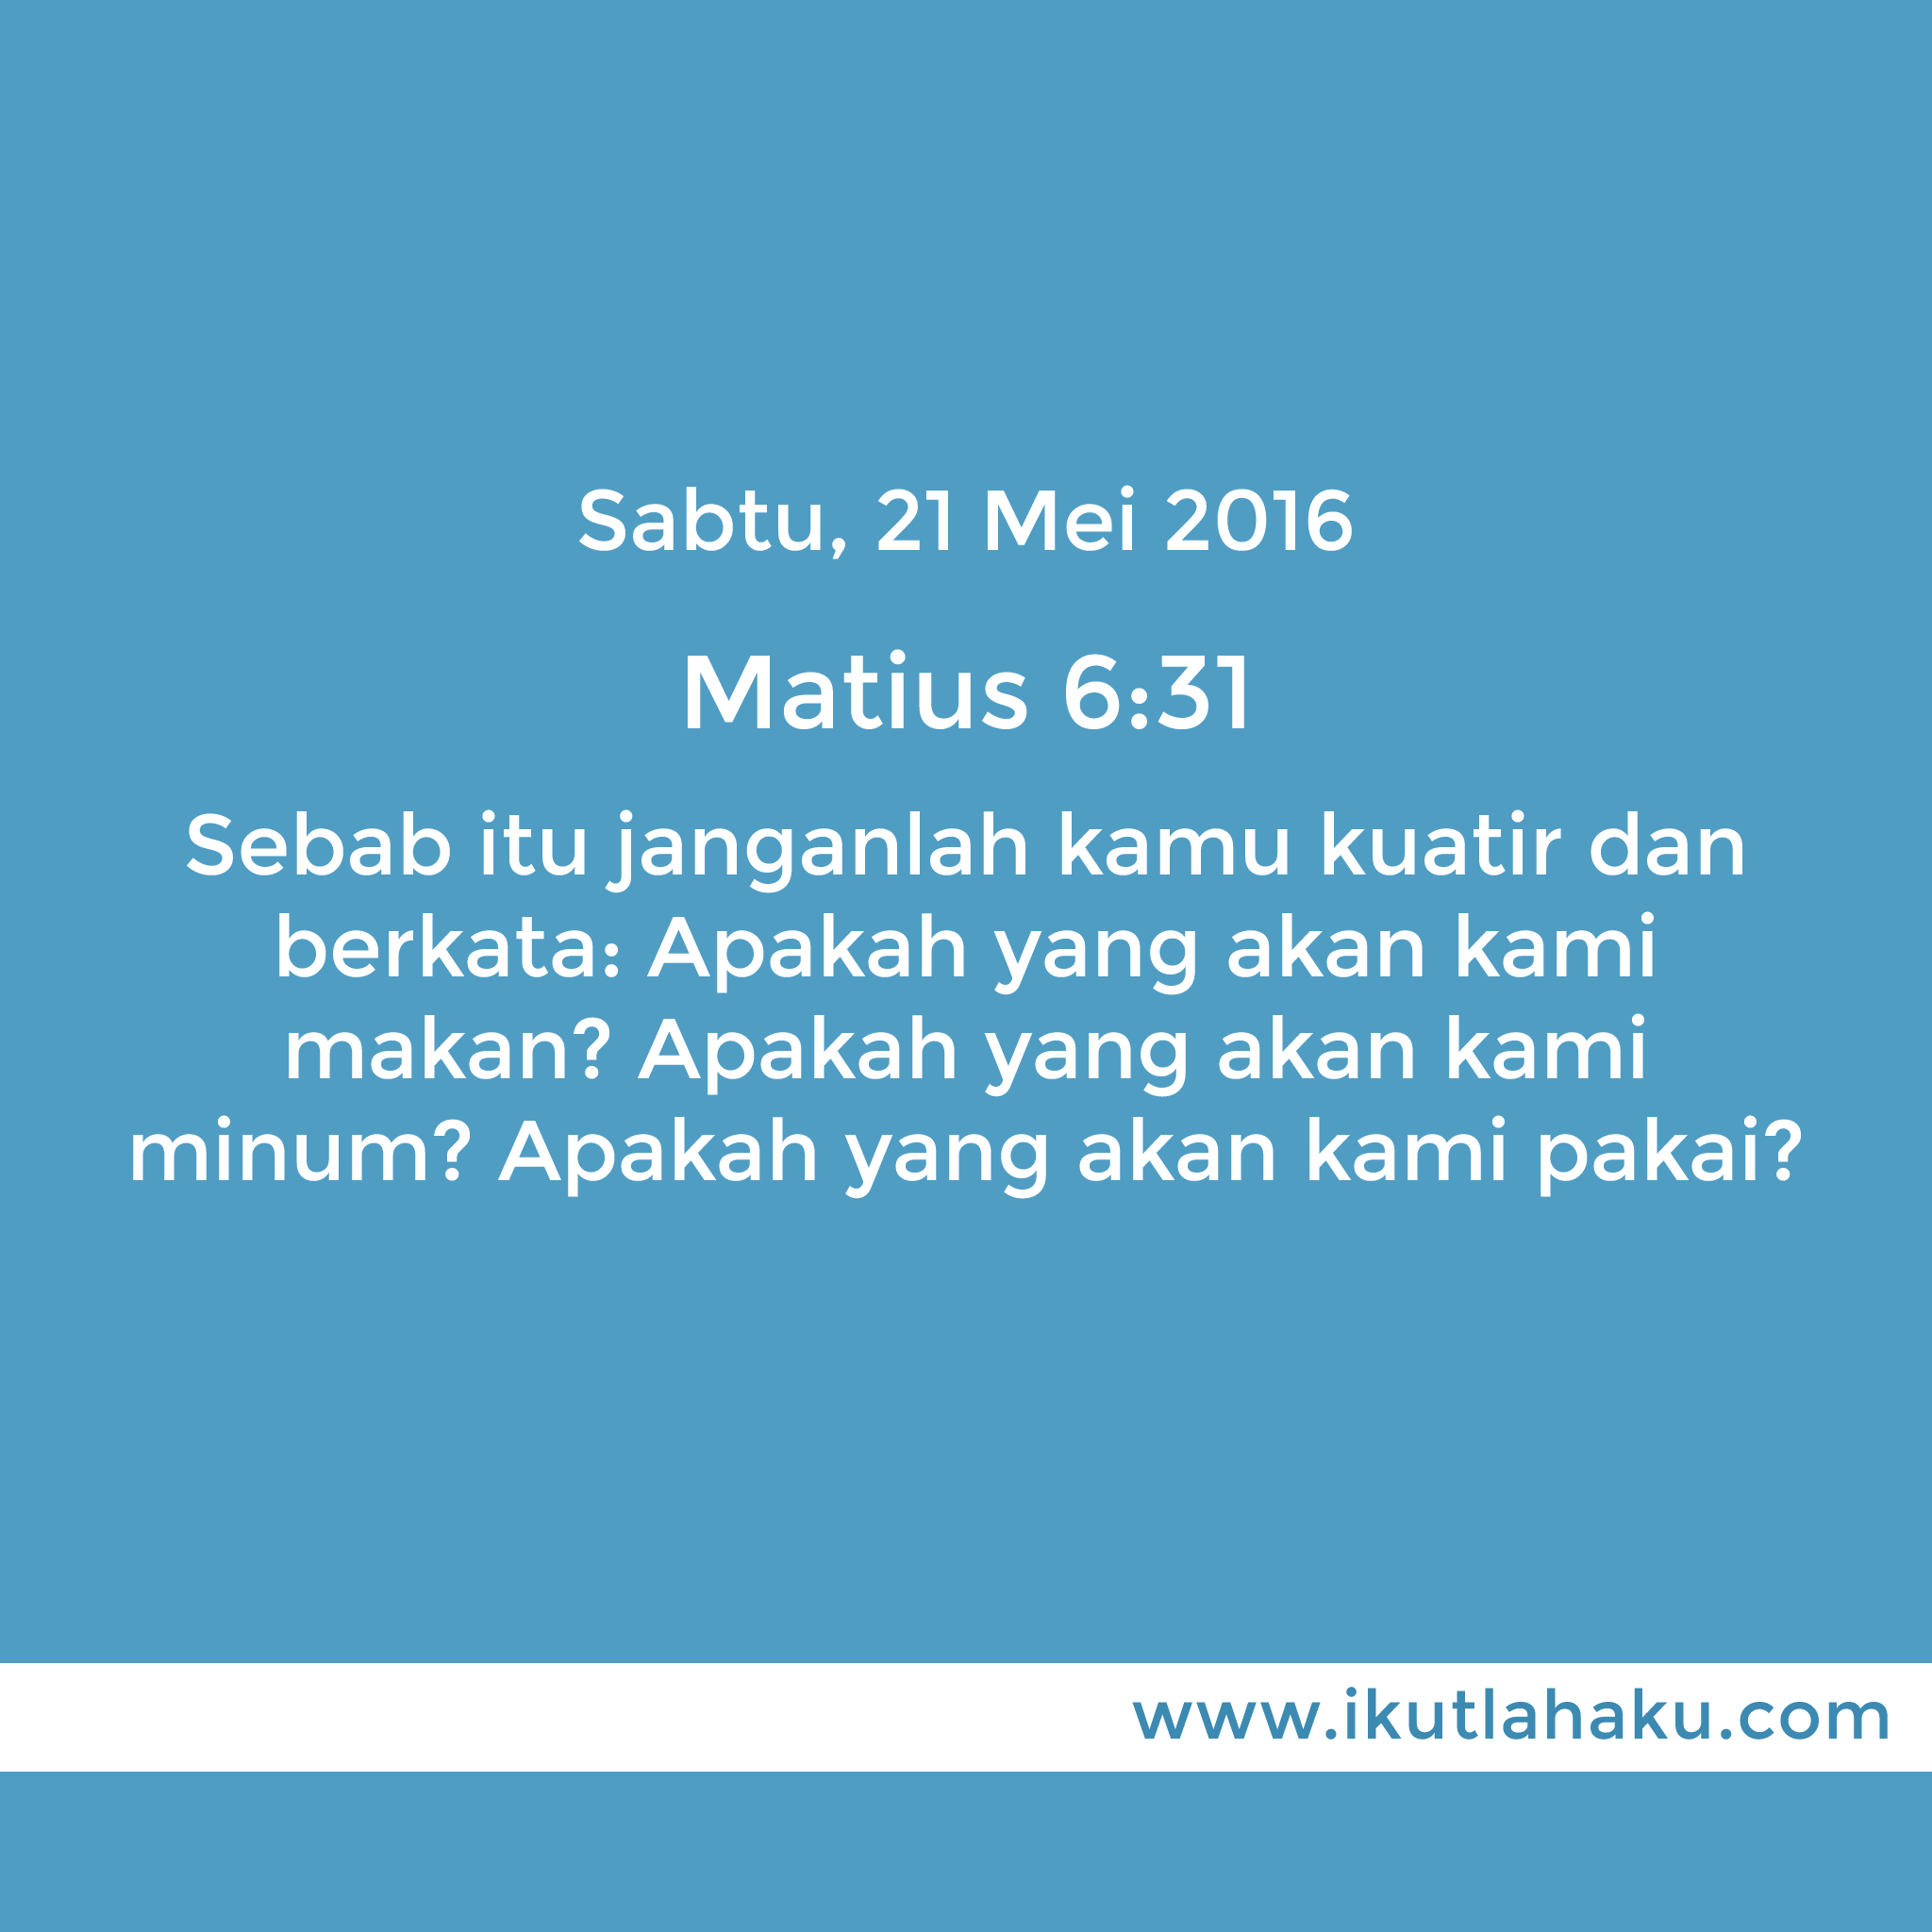 Sabtu, 21 Mei 2016
Matius 6:31
Sebab itu janganlah kamu kuatir dan
berkata: Apakah yang akan kami
makan? Apakah yang akan kami
minum? Apakah yang akan kami pakai?
www.ikutlahaku.com